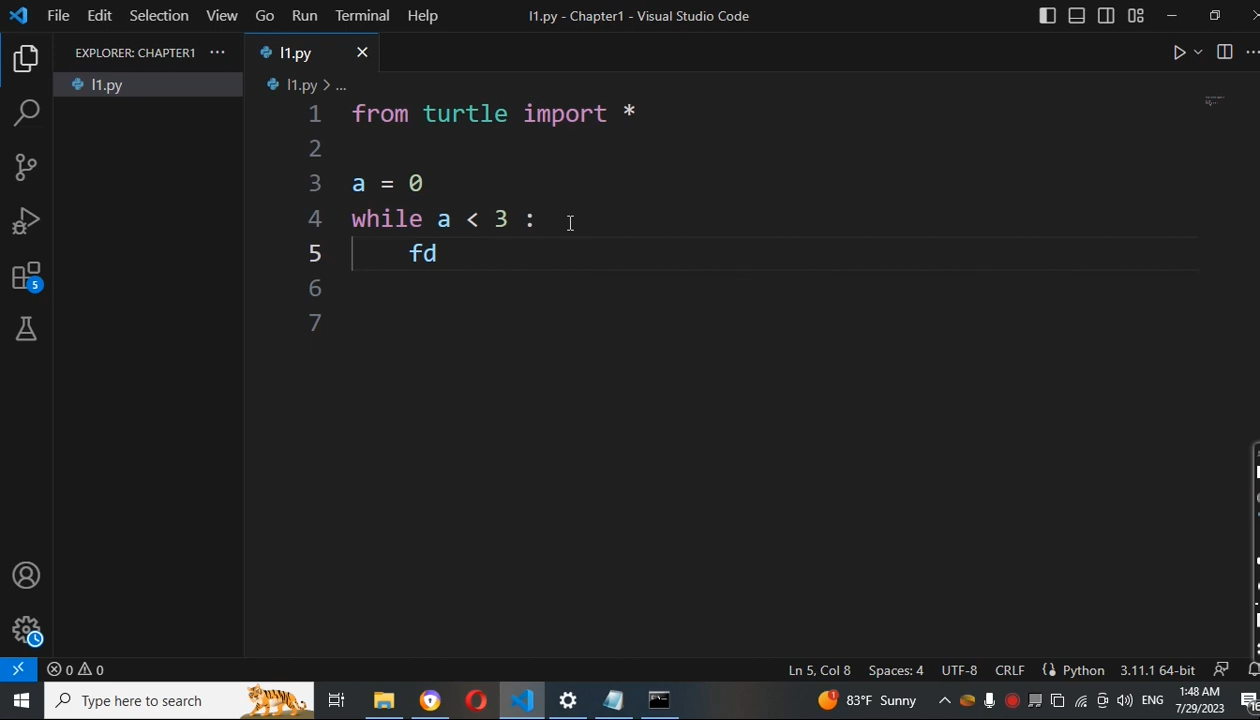 File Edit Selection View Go Run Terminal Help l1.py - Chapter1 - Visual Studio Code
EXPLORER: CHAPTER1 ...
l1.py
l1.py
l1.py > ...
1 from turtle import *
2
3 a = 0
4 while a < 3 :
5 fd
6
7
5
0 0 Ln 5, Col 8 Spaces: 4 UTF-8 CRLF Python 3.11.1 64-bit
Type here to search 1 83°F Sunny ENG 1:48 AM
7/29/2023